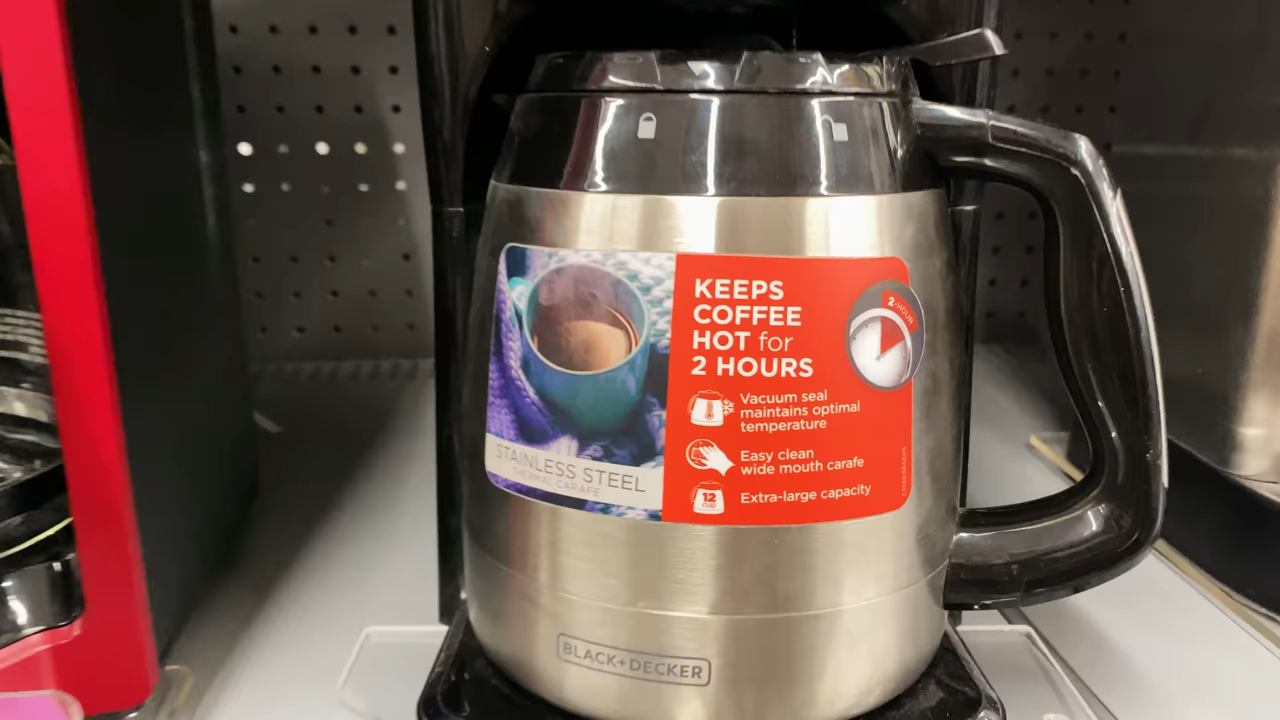 KEEPS
COFFEE
HOT for
2 HOURS
2-HOUR
Vacuum seal
maintains optimal
temperature
Easy clean
wide mouth carafe
12
cup
Extra-large capacity
STAINLESS STEEL
THERMAL CARAFE
BLACK+DECKER